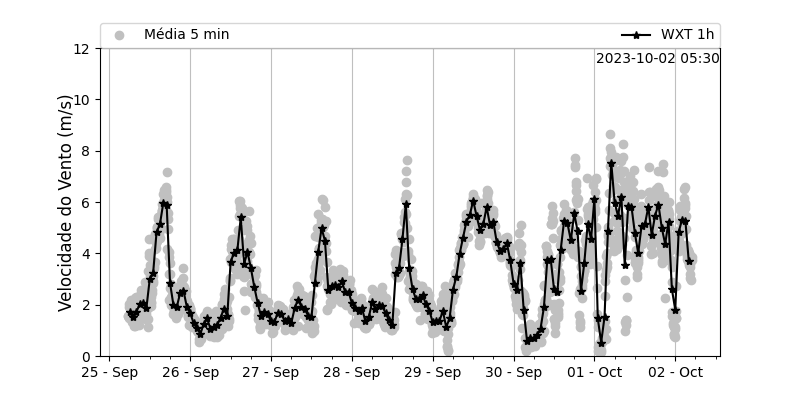 Média 5 min
WXT 1h
2023-10-02 05:30
Velocidade do Vento (m/s)
12
10
8
6
4
2
0
25 - Sep
26 - Sep
27 - Sep
28 - Sep
29 - Sep
30 - Sep
01 - Oct
02 - Oct